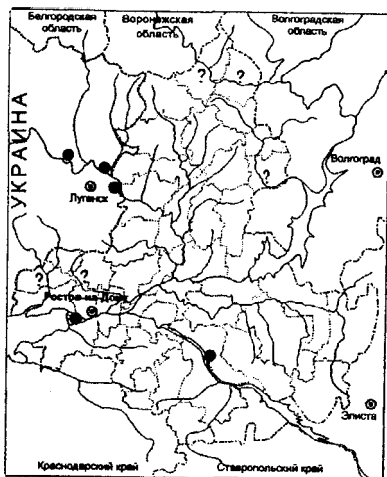 Белгородская
область
Воронежская
область
Волгоградская
область
?
?
УКРАИНА
?
Волгоград
Луганск
?
?
Ростов-на-Дону
Элиста
Краснодарский край
Ставропольский край